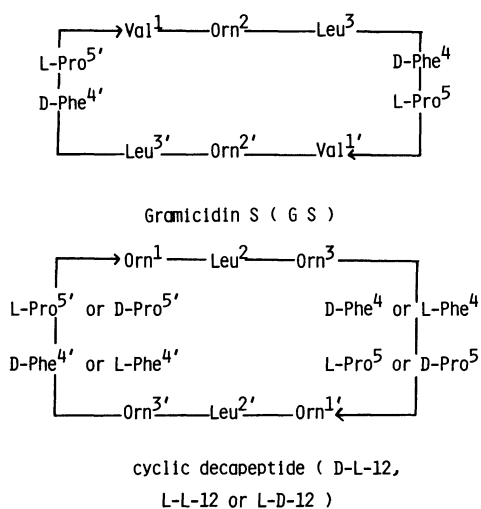 Val1 Orn2 Leu3
L-Pro5' D-Phe4
D-Phe4' L-Pro5
Leu3' Orn2' Val1'
Gramicidin S ( G S )
Orn1 Leu2 Orn3
L-Pro5' or D-Pro5' D-Phe4 or L-Phe4
D-Phe4' or L-Phe4' L-Pro5 or D-Pro5
Orn3' Leu2' Orn1'
cyclic decapeptide ( D-L-12,
L-L-12 or L-D-12 )